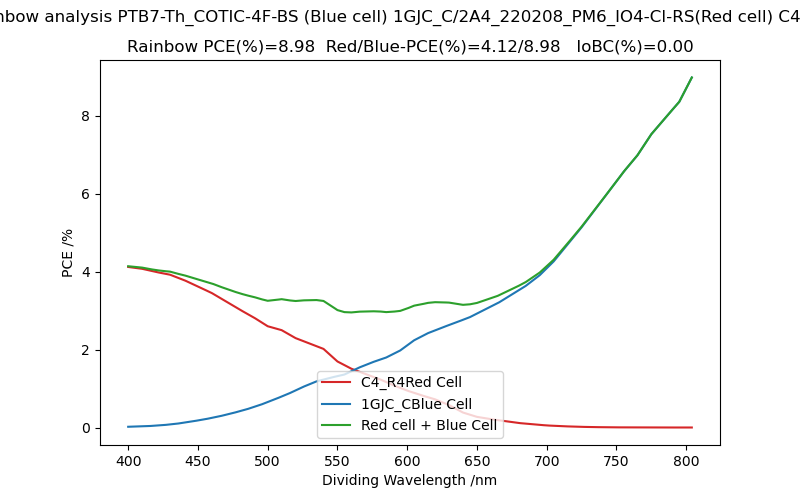 analysis PTB7-Th_COTIC-4F-BS (Blue cell) 1GJC_C/2A4_220208_PM6_IO4-Cl-RS(Red cell)
Rainbow PCE(%)=8.98 Red/Blue-PCE(%)=4.12/8.98 IoBC(%)=0.00
8
6
4
2
0
PCE /%
C4_R4Red Cell
1GJC_CBlue Cell
Red cell + Blue Cell
400 450 500 550 600 650 700 750 800
Dividing Wavelength /nm